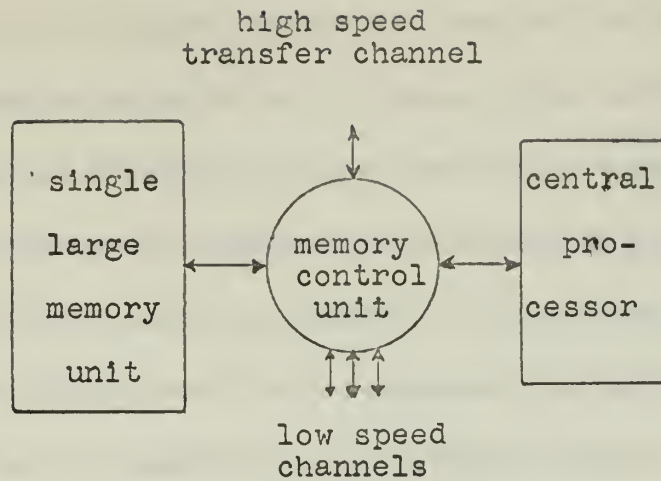 high speed
transfer channel
single
large
memory
unit
memory
control
unit
central
pro-
cessor
low speed
channels